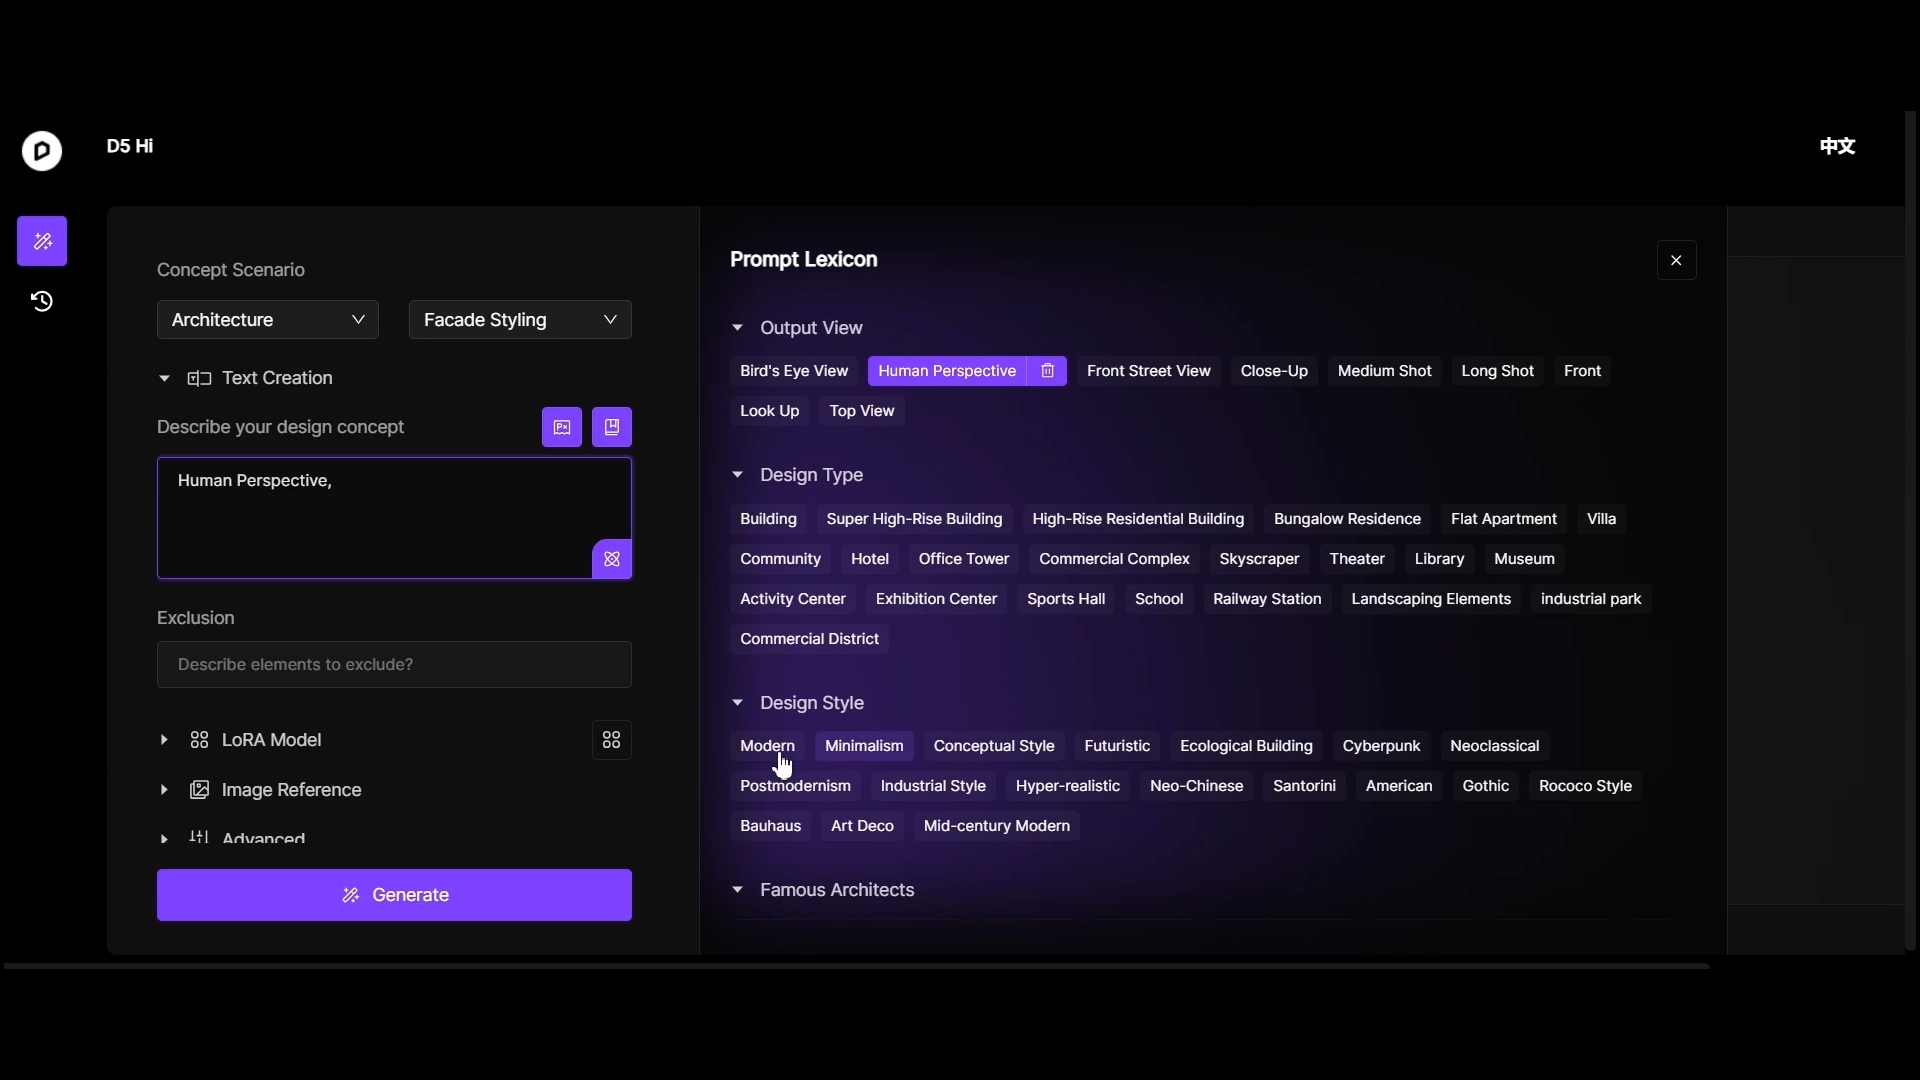 D5 Hi
中文
Concept Scenario
Architecture
Facade Styling
Text Creation
Describe your design concept
Human Perspective,
Exclusion
Describe elements to exclude?
LoRA Model
Image Reference
Advanced
Generate
Prompt Lexicon
Output View
Bird's Eye View Human Perspective Front Street View Close-Up Medium Shot Long Shot Front
Look Up Top View
Design Type
Building Super High-Rise Building High-Rise Residential Building Bungalow Residence Flat Apartment Villa
Community Hotel Office Tower Commercial Complex Skyscraper Theater Library Museum
Activity Center Exhibition Center Sports Hall School Railway Station Landscaping Elements industrial park
Commercial District
Design Style
Modern Minimalism Conceptual Style Futuristic Ecological Building Cyberpunk Neoclassical
Postmodernism Industrial Style Hyper-realistic Neo-Chinese Santorini American Gothic Rococo Style
Bauhaus Art Deco Mid-century Modern
Famous Architects